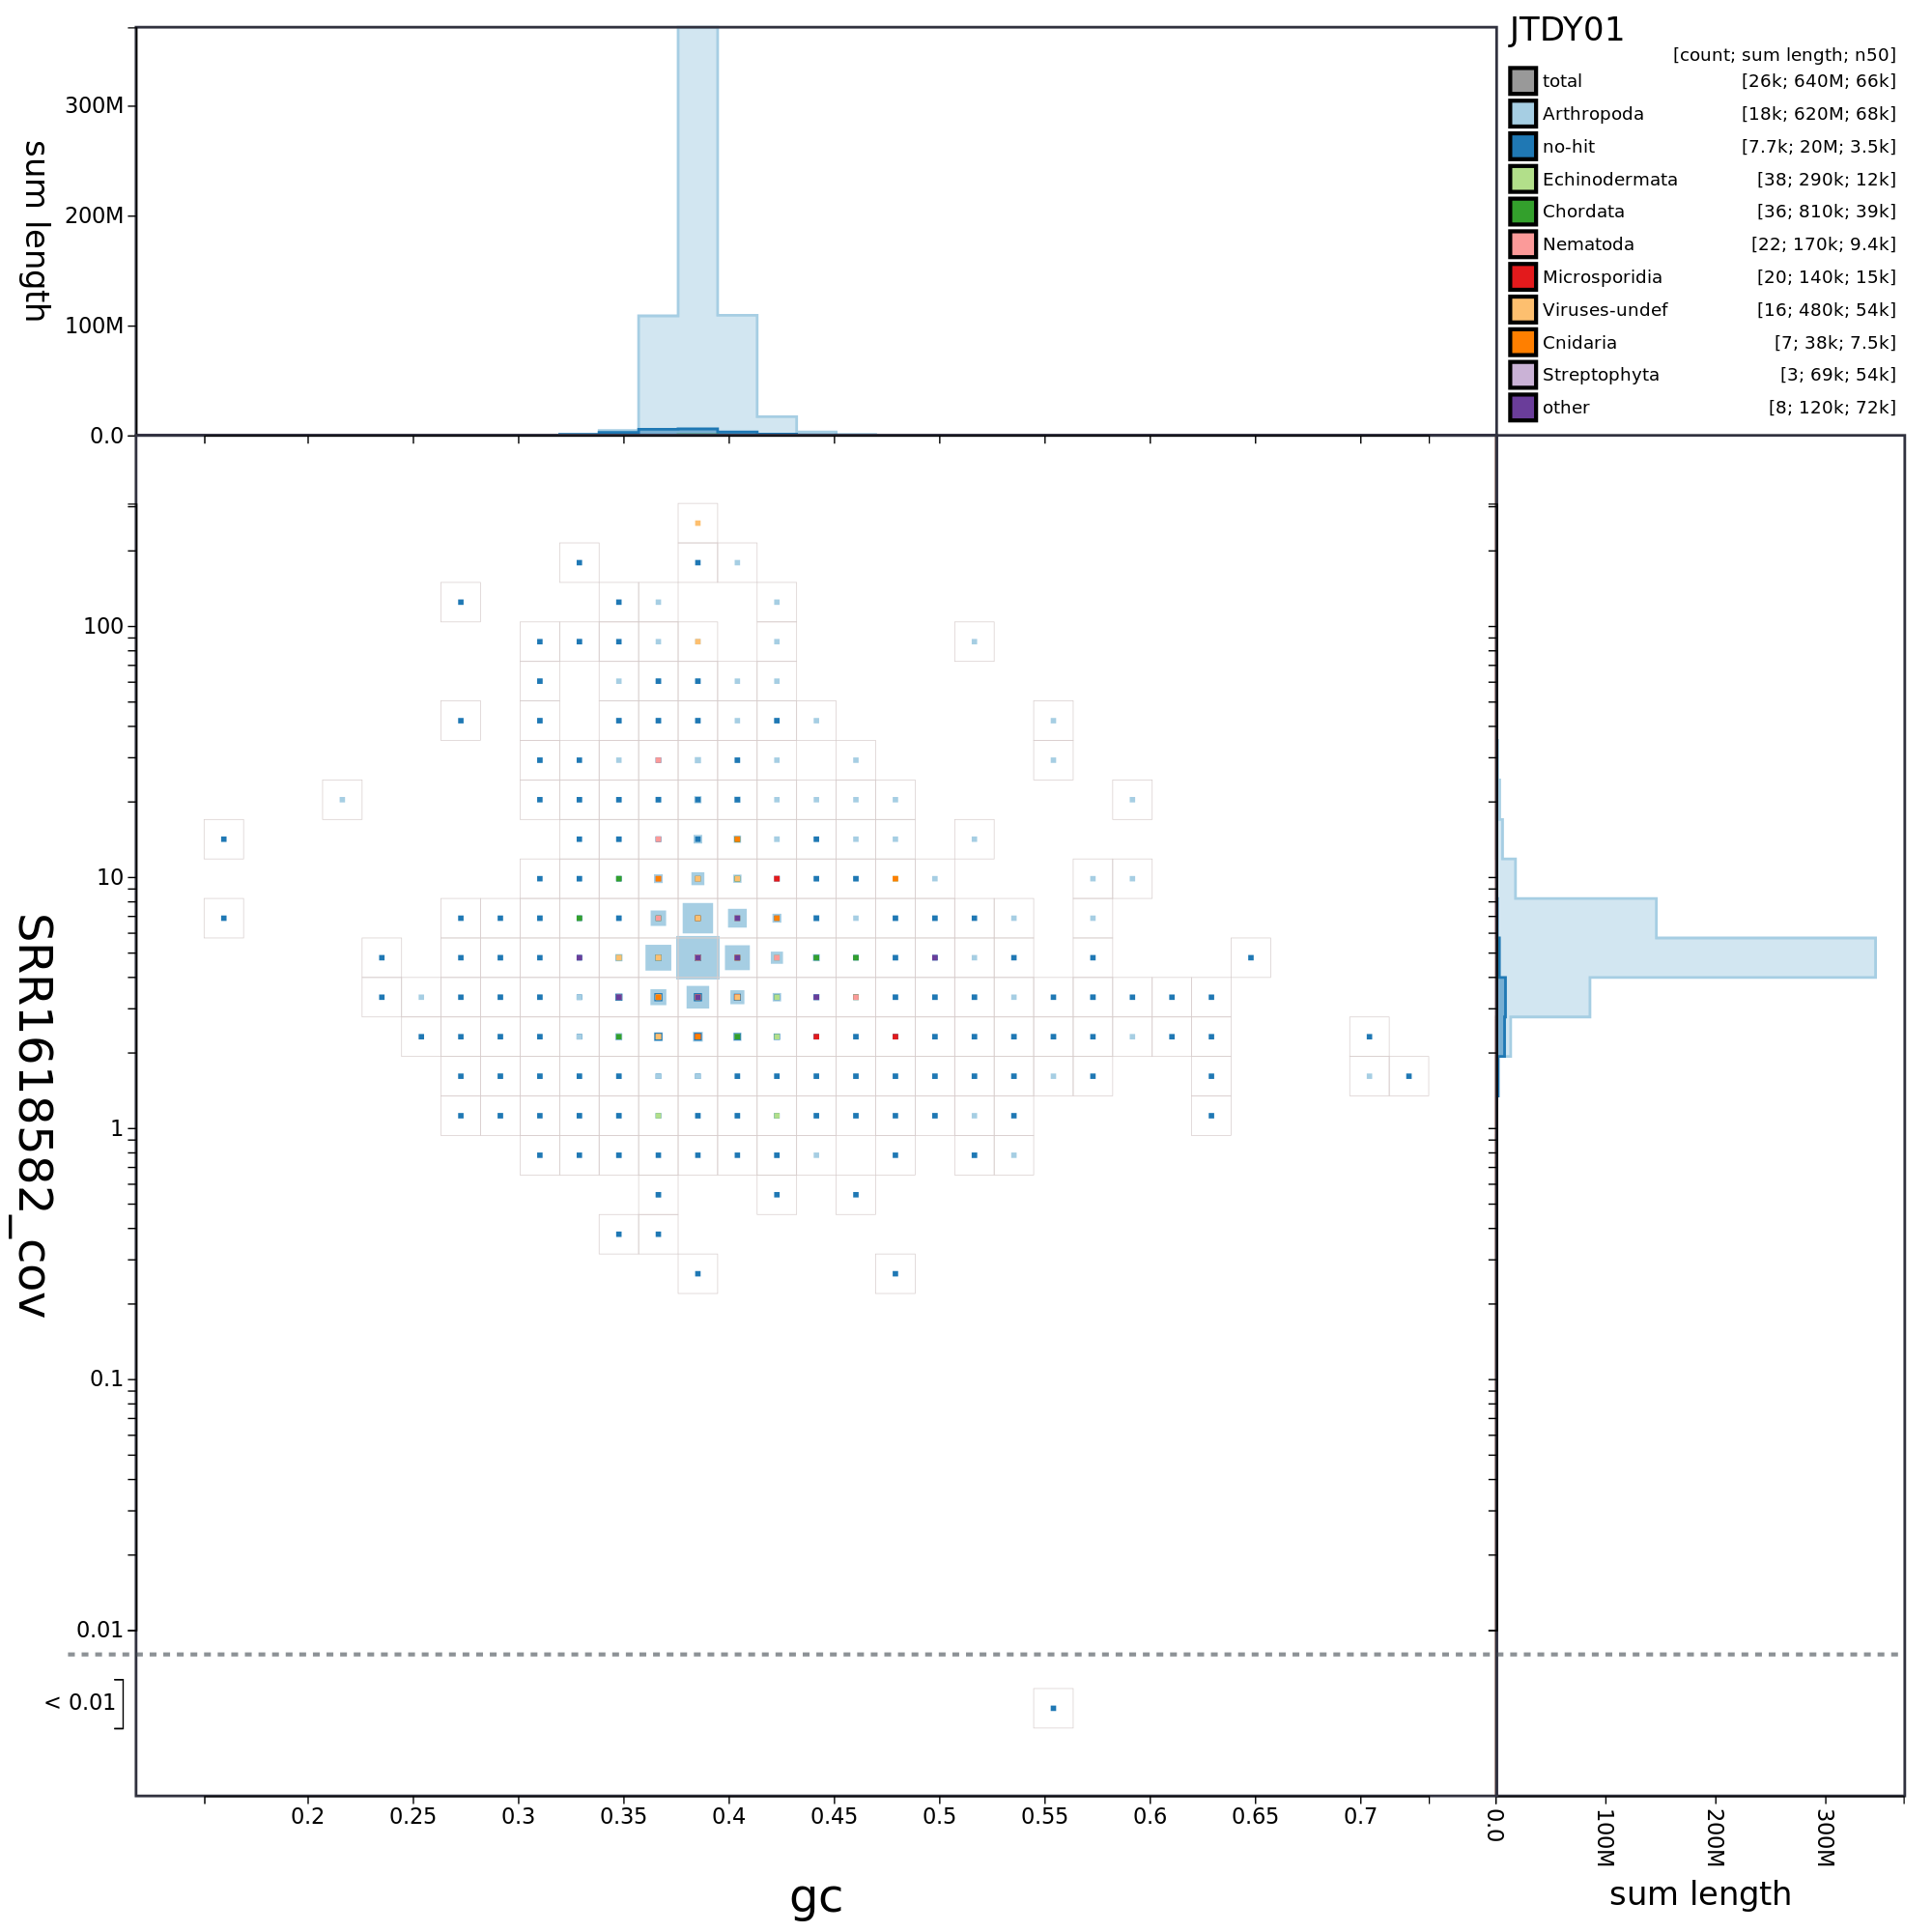 JTDY01
[count; sum length; n50]
total [26k; 640M; 66k]
Arthropoda [18k; 620M; 68k]
no-hit [7.7k; 20M; 3.5k]
Echinodermata [38; 290k; 12k]
Chordata [36; 810k; 39k]
Nematoda [22; 170k; 9.4k]
Microsporidia [20; 140k; 15k]
Viruses-undef [16; 480k; 54k]
Cnidaria [7; 38k; 7.5k]
Streptophyta [3; 69k; 54k]
other [8; 120k; 72k]
sum length
300M
200M
100M
0.0
SRR1618582_cov
100
10
1
0.1
0.01
< 0.01
0.2 0.25 0.3 0.35 0.4 0.45 0.5 0.55 0.6 0.65 0.7
gc
0.0 100M 200M 300M
sum length